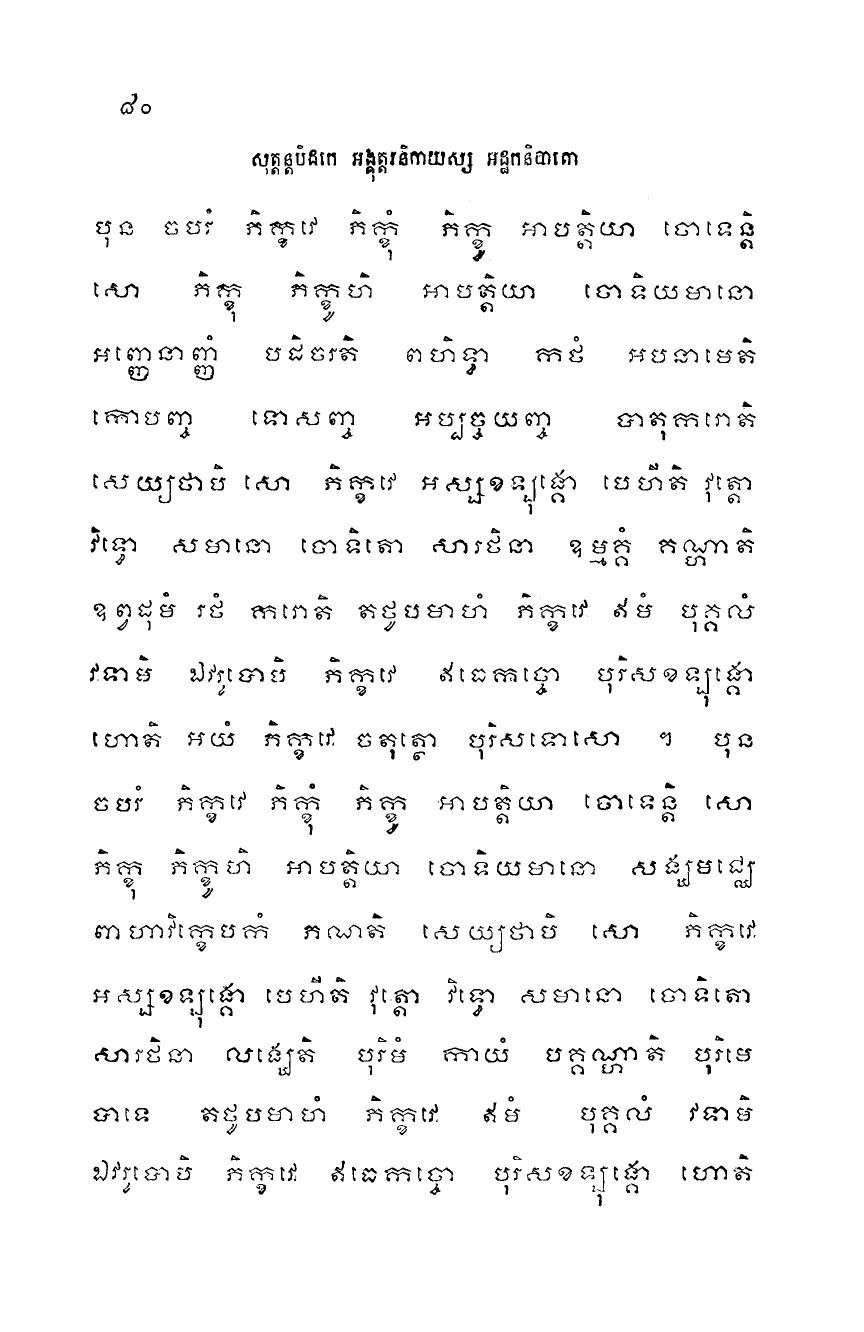 ៨០
សុត្តន្តបិដកេ អង្គុត្តរនិកាយស្ស អដ្ឋកនិបាតោ
បុន ចបរំ ភិក្ខវេ ភិក្ខុំ ភិក្ខូ អាបត្តិយា ចោទេន្តិ
សោ ភិក្ខុ ភិក្ខូហិ អាបត្តិយា ចោទិយមានោ
អញ្ញេនាញ្ញំ បដិចរតិ ពហិទ្ធា កថំ អបនាមេតិ
កោបញ្ច ទោសញ្ច អប្បច្ចយញ្ច បាតុករោតិ
សេយ្យថាបិ សោ ភិក្ខវេ អស្សខឡុង្កោ បេហីតិ វុត្តោ
វិទ្ធោ សមានោ ចោទិតោ សារថិនា ឧម្មគ្គំ គណ្ហាតិ
ឧព្វដុមំ រថំ ករោតិ តថូបមាហំ ភិក្ខវេ ឥមំ បុគ្គលំ
វទាមិ ឯវរូបោបិ ភិក្ខវេ ឥធេកច្ចោ បុរិសខឡុង្កោ
ហោតិ អយំ ភិក្ខវេ ចតុត្ថោ បុរិសទោសោ ។ បុន
ចបរំ ភិក្ខវេ ភិក្ខុំ ភិក្ខូ អាបត្តិយា ចោទេន្តិ សោ
ភិក្ខុ ភិក្ខូហិ អាបត្តិយា ចោទិយមានោ សង្ឃមជ្ឈេ
ពាហាវិក្ខេបកំ ភណតិ សេយ្យថាបិ សោ ភិក្ខវេ
អស្សខឡុង្កោ បេហីតិ វុត្តោ វិទ្ធោ សមានោ ចោទិតោ
សារថិនា លង្ឃេតិ បុរិមំ កាយំ បគ្គណ្ហាតិ បុរិមេ
បាទេ តថូបមាហំ ភិក្ខវេ ឥមំ បុគ្គលំ វទាមិ
ឯវរូបោបិ ភិក្ខវេ ឥធេកច្ចោ បុរិសខឡុង្កោ ហោតិ